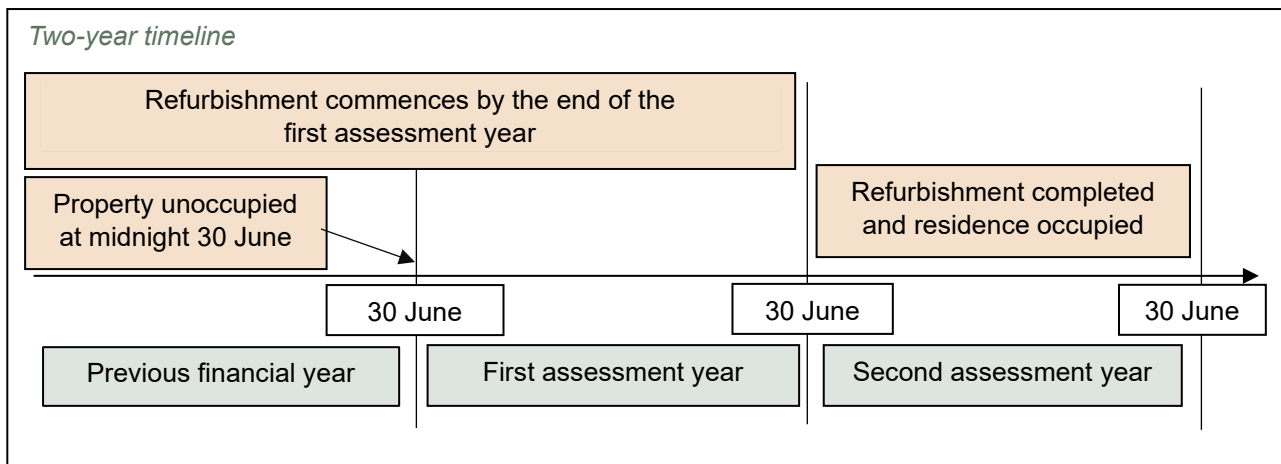 Two-year timeline
Refurbishment commences by the end of the
first assessment year
Property unoccupied
at midnight 30 June
Refurbishment completed
and residence occupied
30 June
30 June
30 June
Previous financial year
First assessment year
Second assessment year